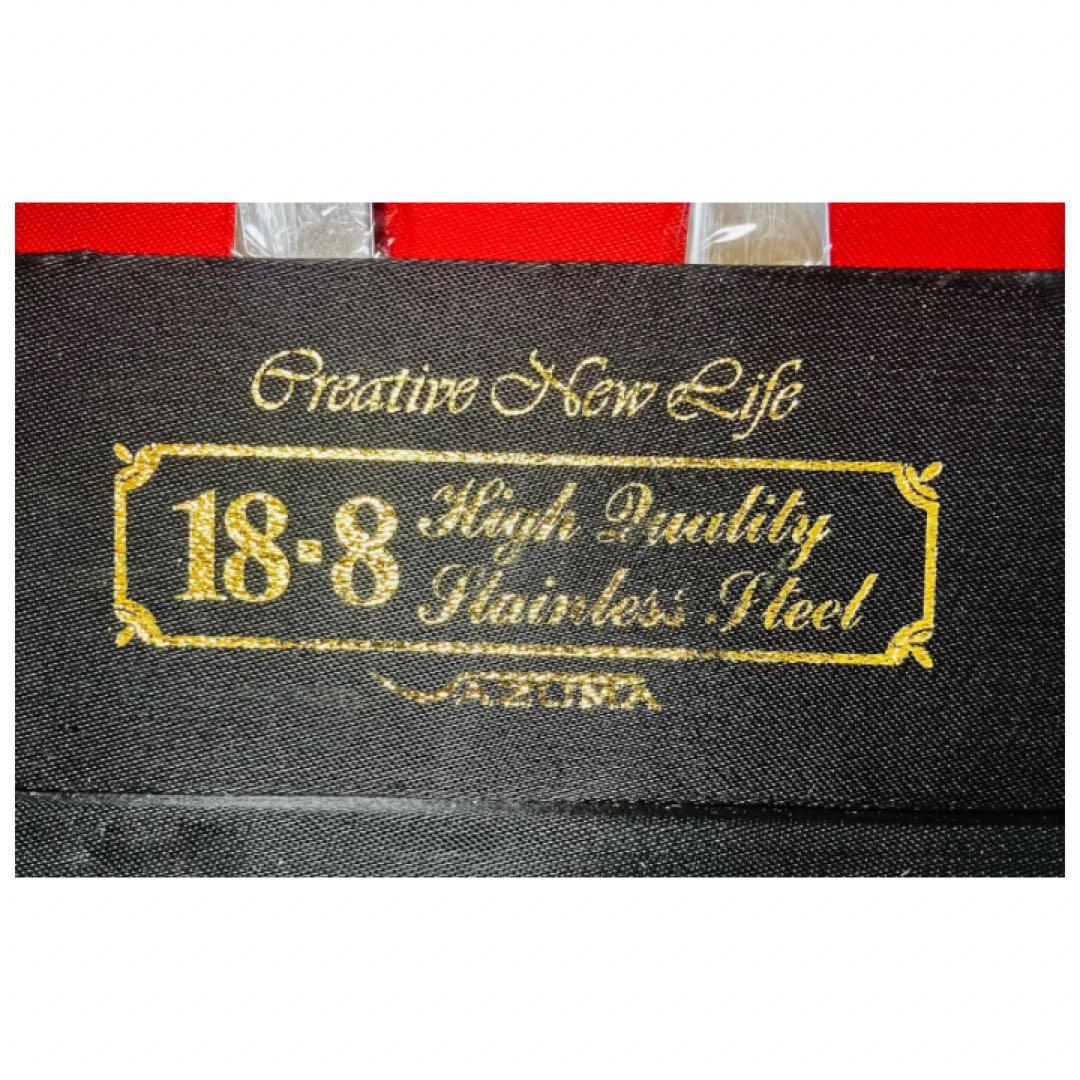 Creative New Life
18-8 High Quality
Stainless Steel
AZUMA